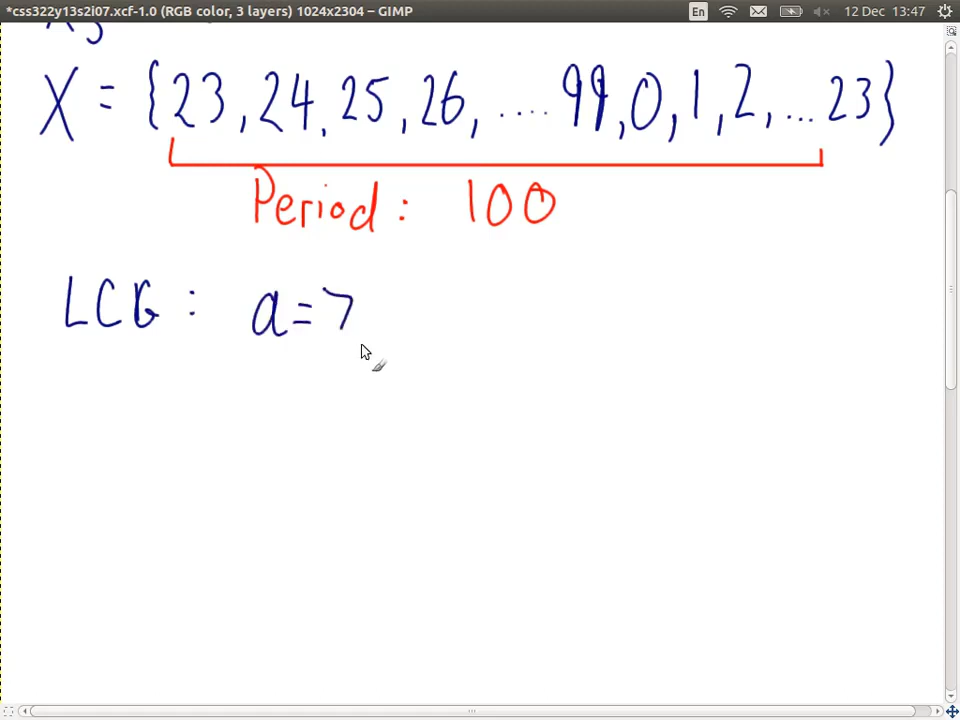 *css322y13s2i07.xcf-1.0 (RGB color, 3 layers) 1024x2304 – GIMP
En
12 Dec 13:47
X = {23, 24, 25, 26, .... 99, 0, 1, 2, ... 23}
Period: 100
LCG: a=7